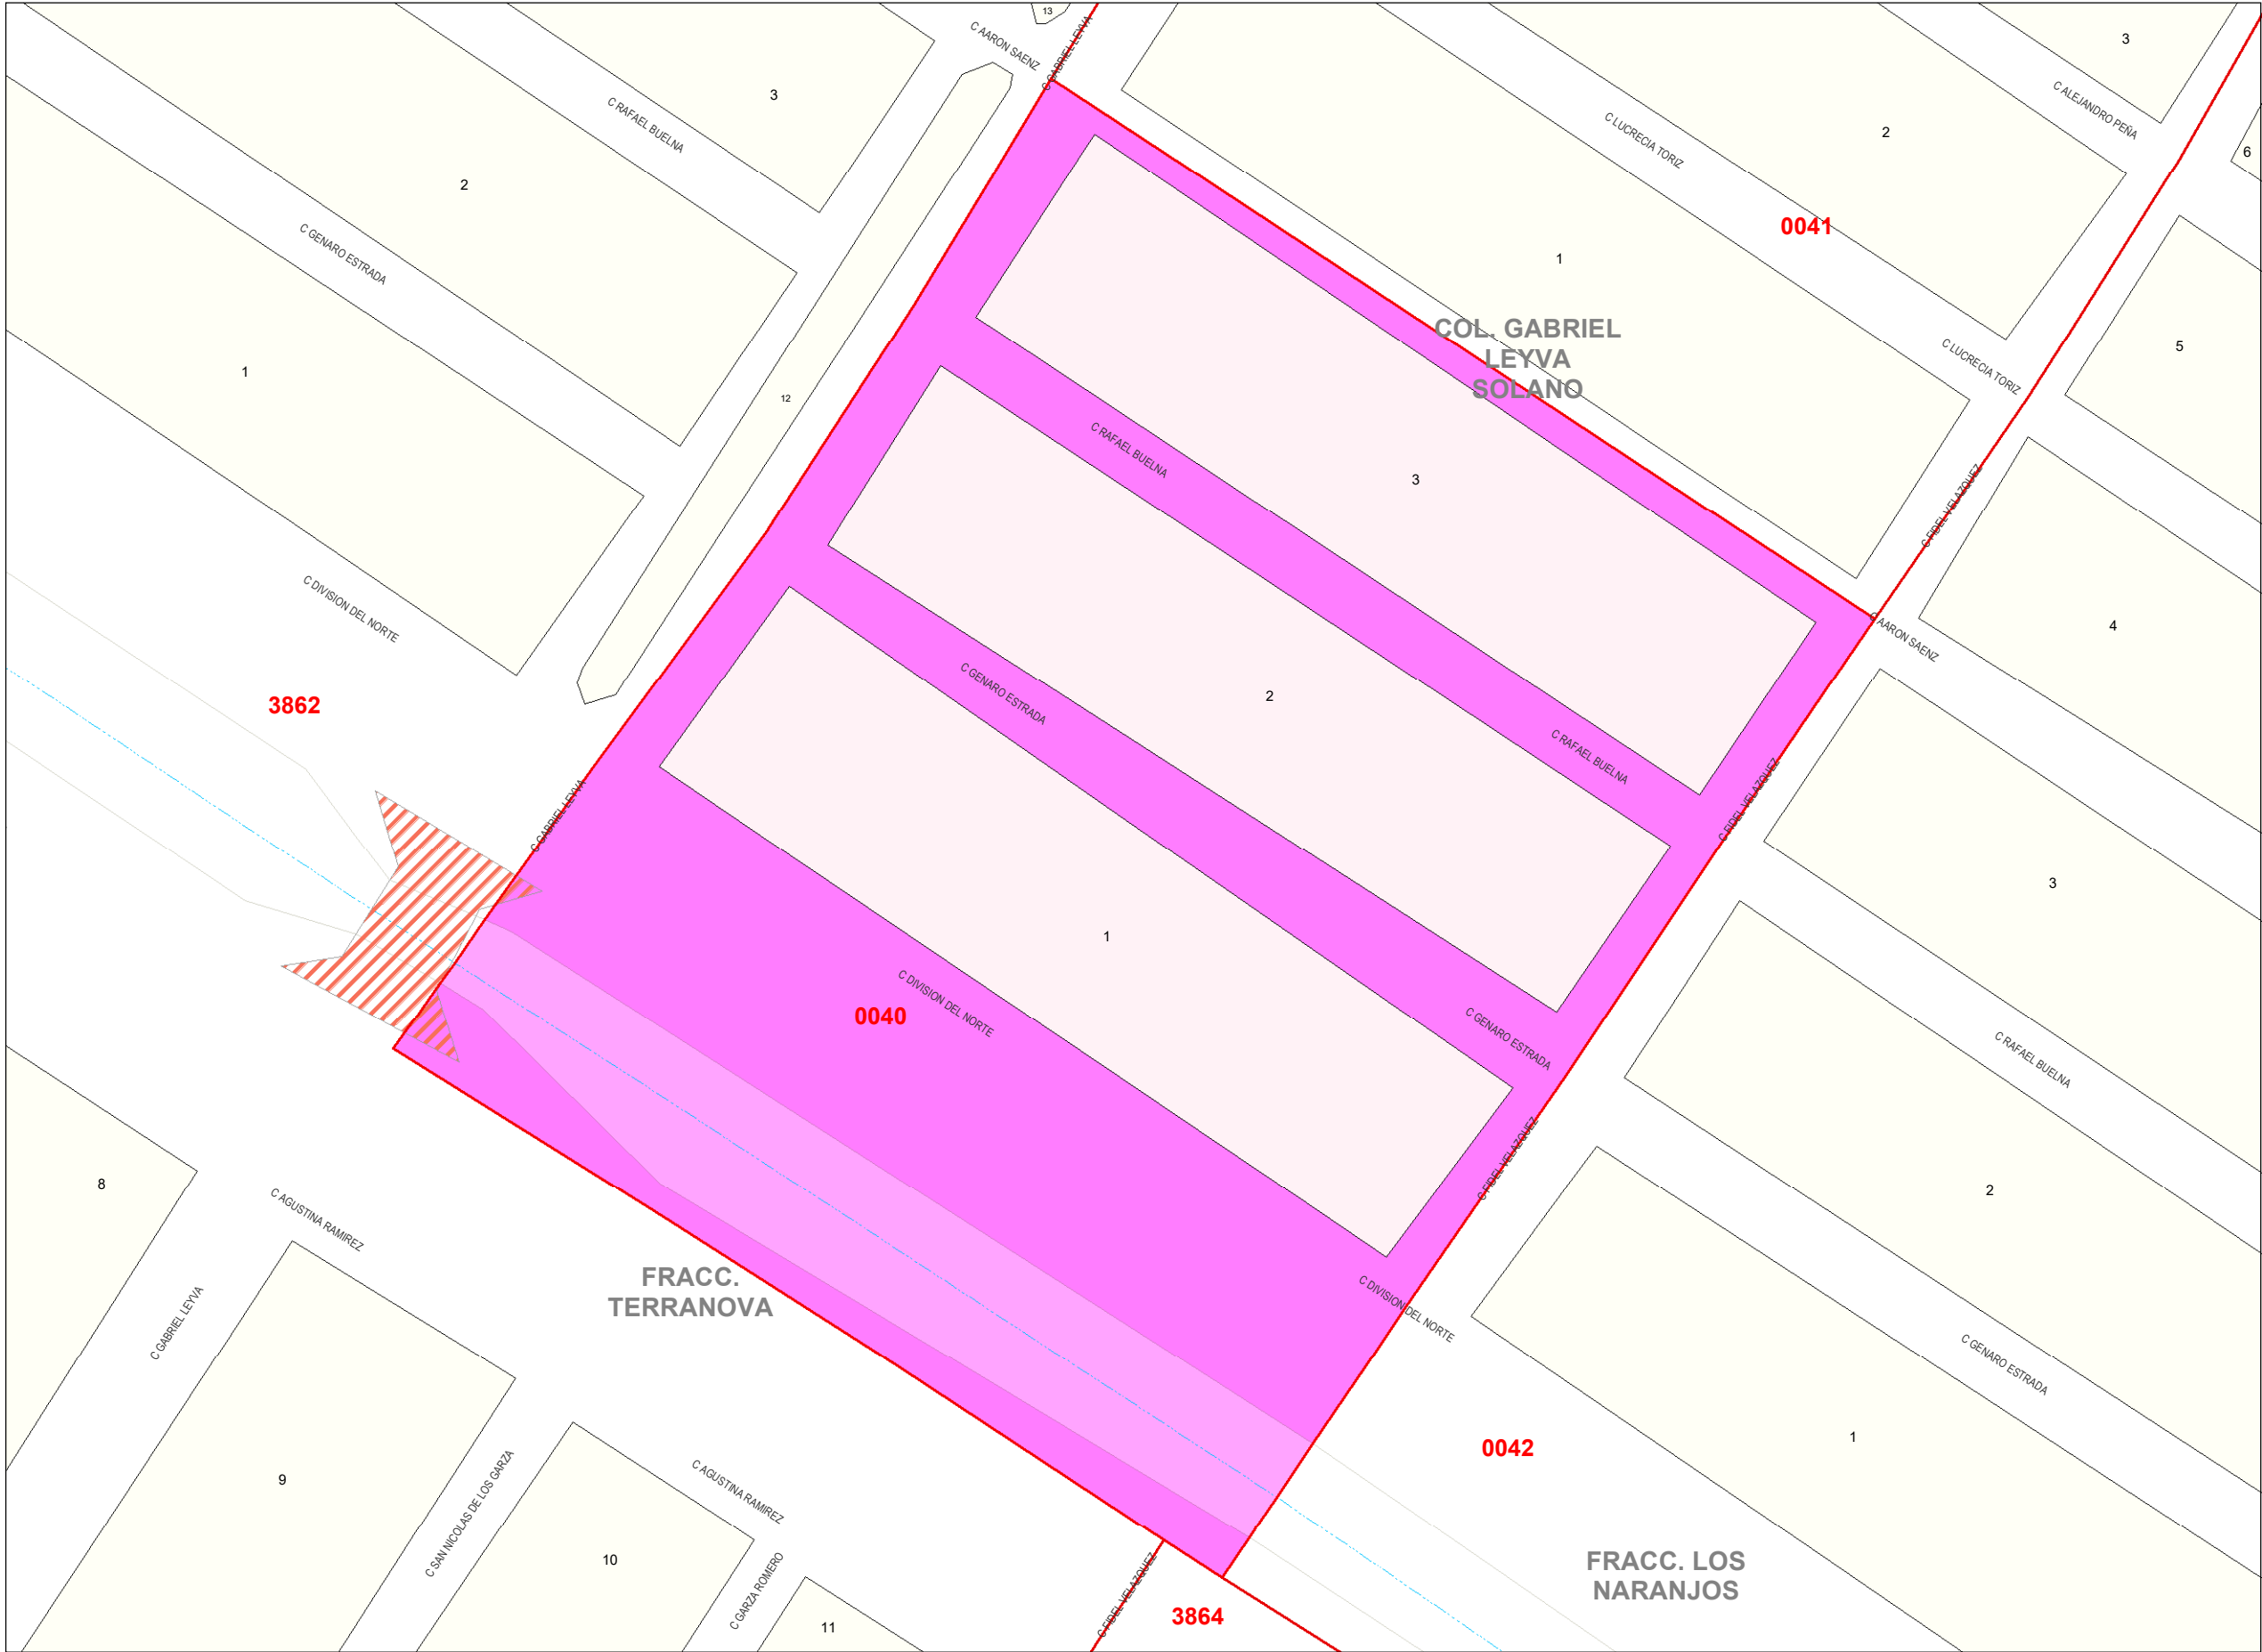 13
C AARON SAENZ
C GABRIEL LEYVA
3
3
C RAFAEL BUELNA
C ALEJANDRO PEÑA
2
C LUCRECIA TORIZ
6
2
0041
C GENARO ESTRADA
1
COL. GABRIEL
LEYVA
SOLANO
C LUCRECIA TORIZ
5
1
12
C RAFAEL BUELNA
3
C FIDEL VELAZQUEZ
C DIVISION DEL NORTE
C AARON SAENZ
4
3862
C GENARO ESTRADA
2
C RAFAEL BUELNA
C FIDEL VELAZQUEZ
C GABRIEL LEYVA
3
1
C DIVISION DEL NORTE
0040
C GENARO ESTRADA
C RAFAEL BUELNA
C FIDEL VELAZQUEZ
8
2
C AGUSTINA RAMIREZ
FRACC.
TERRANOVA
C DIVISION DEL NORTE
C GABRIEL LEYVA
C GENARO ESTRADA
1
0042
9
C SAN NICOLAS DE LOS GARZA
C AGUSTINA RAMIREZ
10
C GARZA ROMERO
C FIDEL VELAZQUEZ
FRACC. LOS
NARANJOS
3864
11